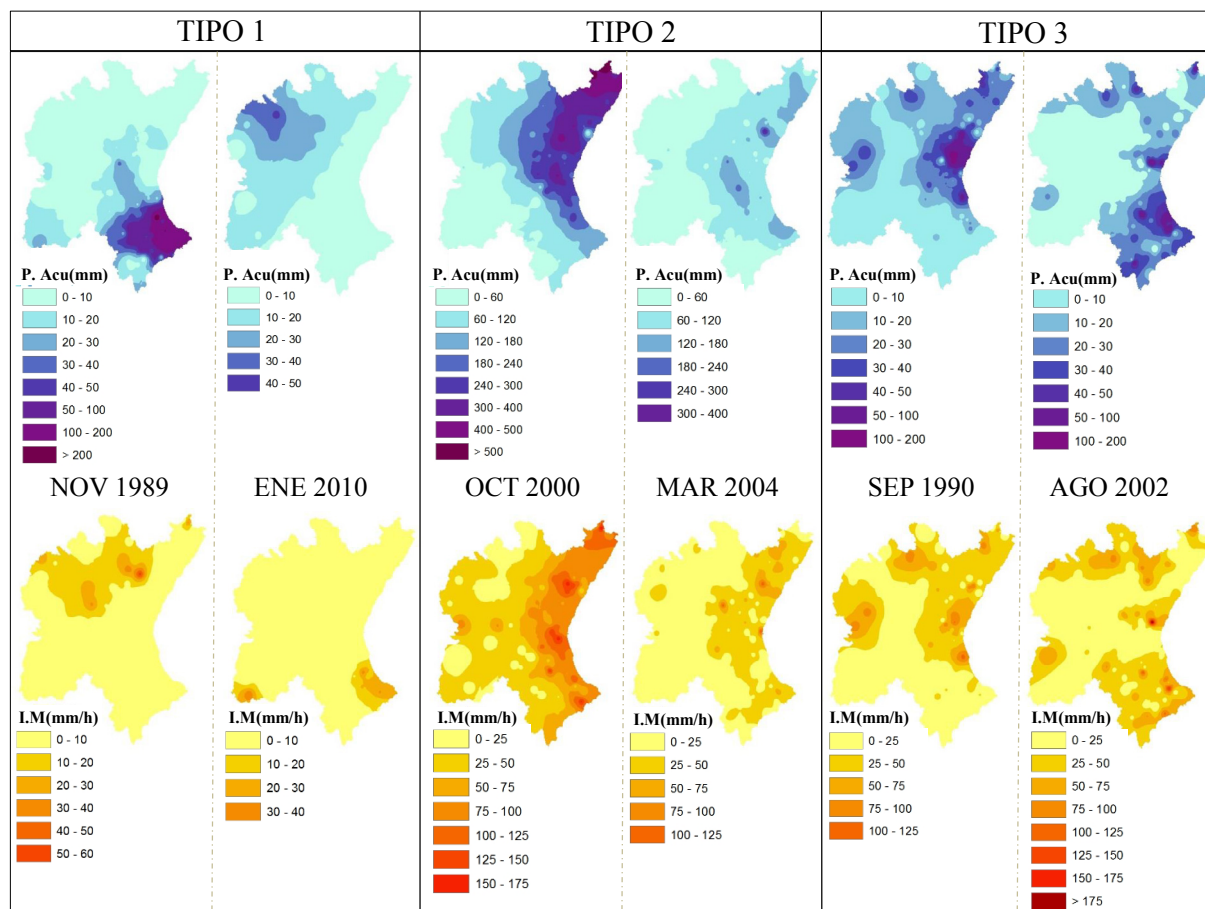 TIPO 1
TIPO 2
TIPO 3
P. Acu(mm)
0 - 10
10 - 20
20 - 30
30 - 40
40 - 50
50 - 100
100 - 200
> 200
P. Acu(mm)
0 - 10
10 - 20
20 - 30
30 - 40
40 - 50
P. Acu(mm)
0 - 60
60 - 120
120 - 180
180 - 240
240 - 300
300 - 400
400 - 500
> 500
P. Acu(mm)
0 - 60
60 - 120
120 - 180
180 - 240
240 - 300
300 - 400
P. Acu(mm)
0 - 10
10 - 20
20 - 30
30 - 40
40 - 50
50 - 100
100 - 200
P. Acu(mm)
0 - 10
10 - 20
20 - 30
30 - 40
40 - 50
50 - 100
100 - 200
NOV 1989
ENE 2010
OCT 2000
MAR 2004
SEP 1990
AGO 2002
I.M(mm/h)
0 - 10
10 - 20
20 - 30
30 - 40
40 - 50
50 - 60
I.M(mm/h)
0 - 10
10 - 20
20 - 30
30 - 40
I.M(mm/h)
0 - 25
25 - 50
50 - 75
75 - 100
100 - 125
125 - 150
150 - 175
I.M(mm/h)
0 - 25
25 - 50
50 - 75
75 - 100
100 - 125
I.M(mm/h)
0 - 25
25 - 50
50 - 75
75 - 100
100 - 125
I.M(mm/h)
0 - 25
25 - 50
50 - 75
75 - 100
100 - 125
125 - 150
150 - 175
> 175